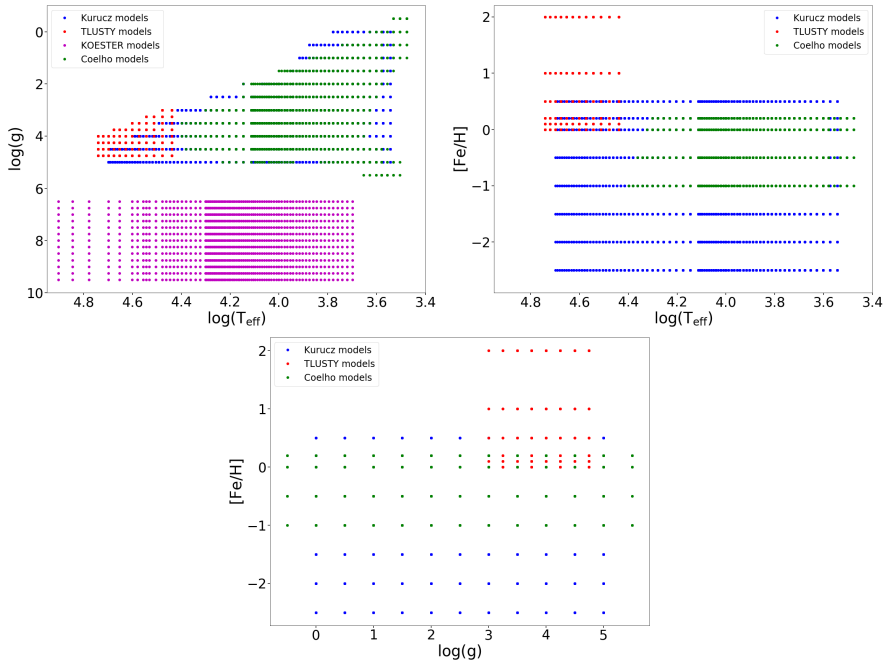 Kurucz models
TLUSTY models
KOESTER models
Coelho models
0
2
4
6
8
10
log(g)
4.8 4.6 4.4 4.2 4.0 3.8 3.6 3.4
log(T_eff)
Kurucz models
TLUSTY models
Coelho models
2
1
0
−1
−2
[Fe/H]
4.8 4.6 4.4 4.2 4.0 3.8 3.6 3.4
log(T_eff)
Kurucz models
TLUSTY models
Coelho models
2
1
0
−1
−2
[Fe/H]
0 1 2 3 4 5
log(g)